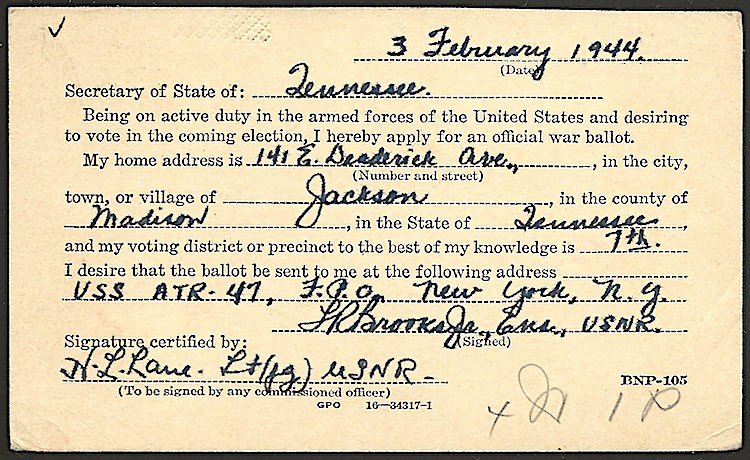 3 February 1944.
(Date)
Secretary of State of: Tennessee.
Being on active duty in the armed forces of the United States and desiring
to vote in the coming election, I hereby apply for an official war ballot.
My home address is 141 E. Deaderick Ave., , in the city,
(Number and street)
town, or village of Jackson , in the county of
Madison , in the State of Tennessee ,
and my voting district or precinct to the best of my knowledge is 7th.
I desire that the ballot be sent to me at the following address
USS ATR-47, F.P.O. New York, N.Y.
Brooks Jr., Ens., USNR.
Signature certified by: (Signed)
H. L. Lane. Lt(jg) USNR
(To be signed by any commissioned officer)
BNP-105
GPO 16—34317-1